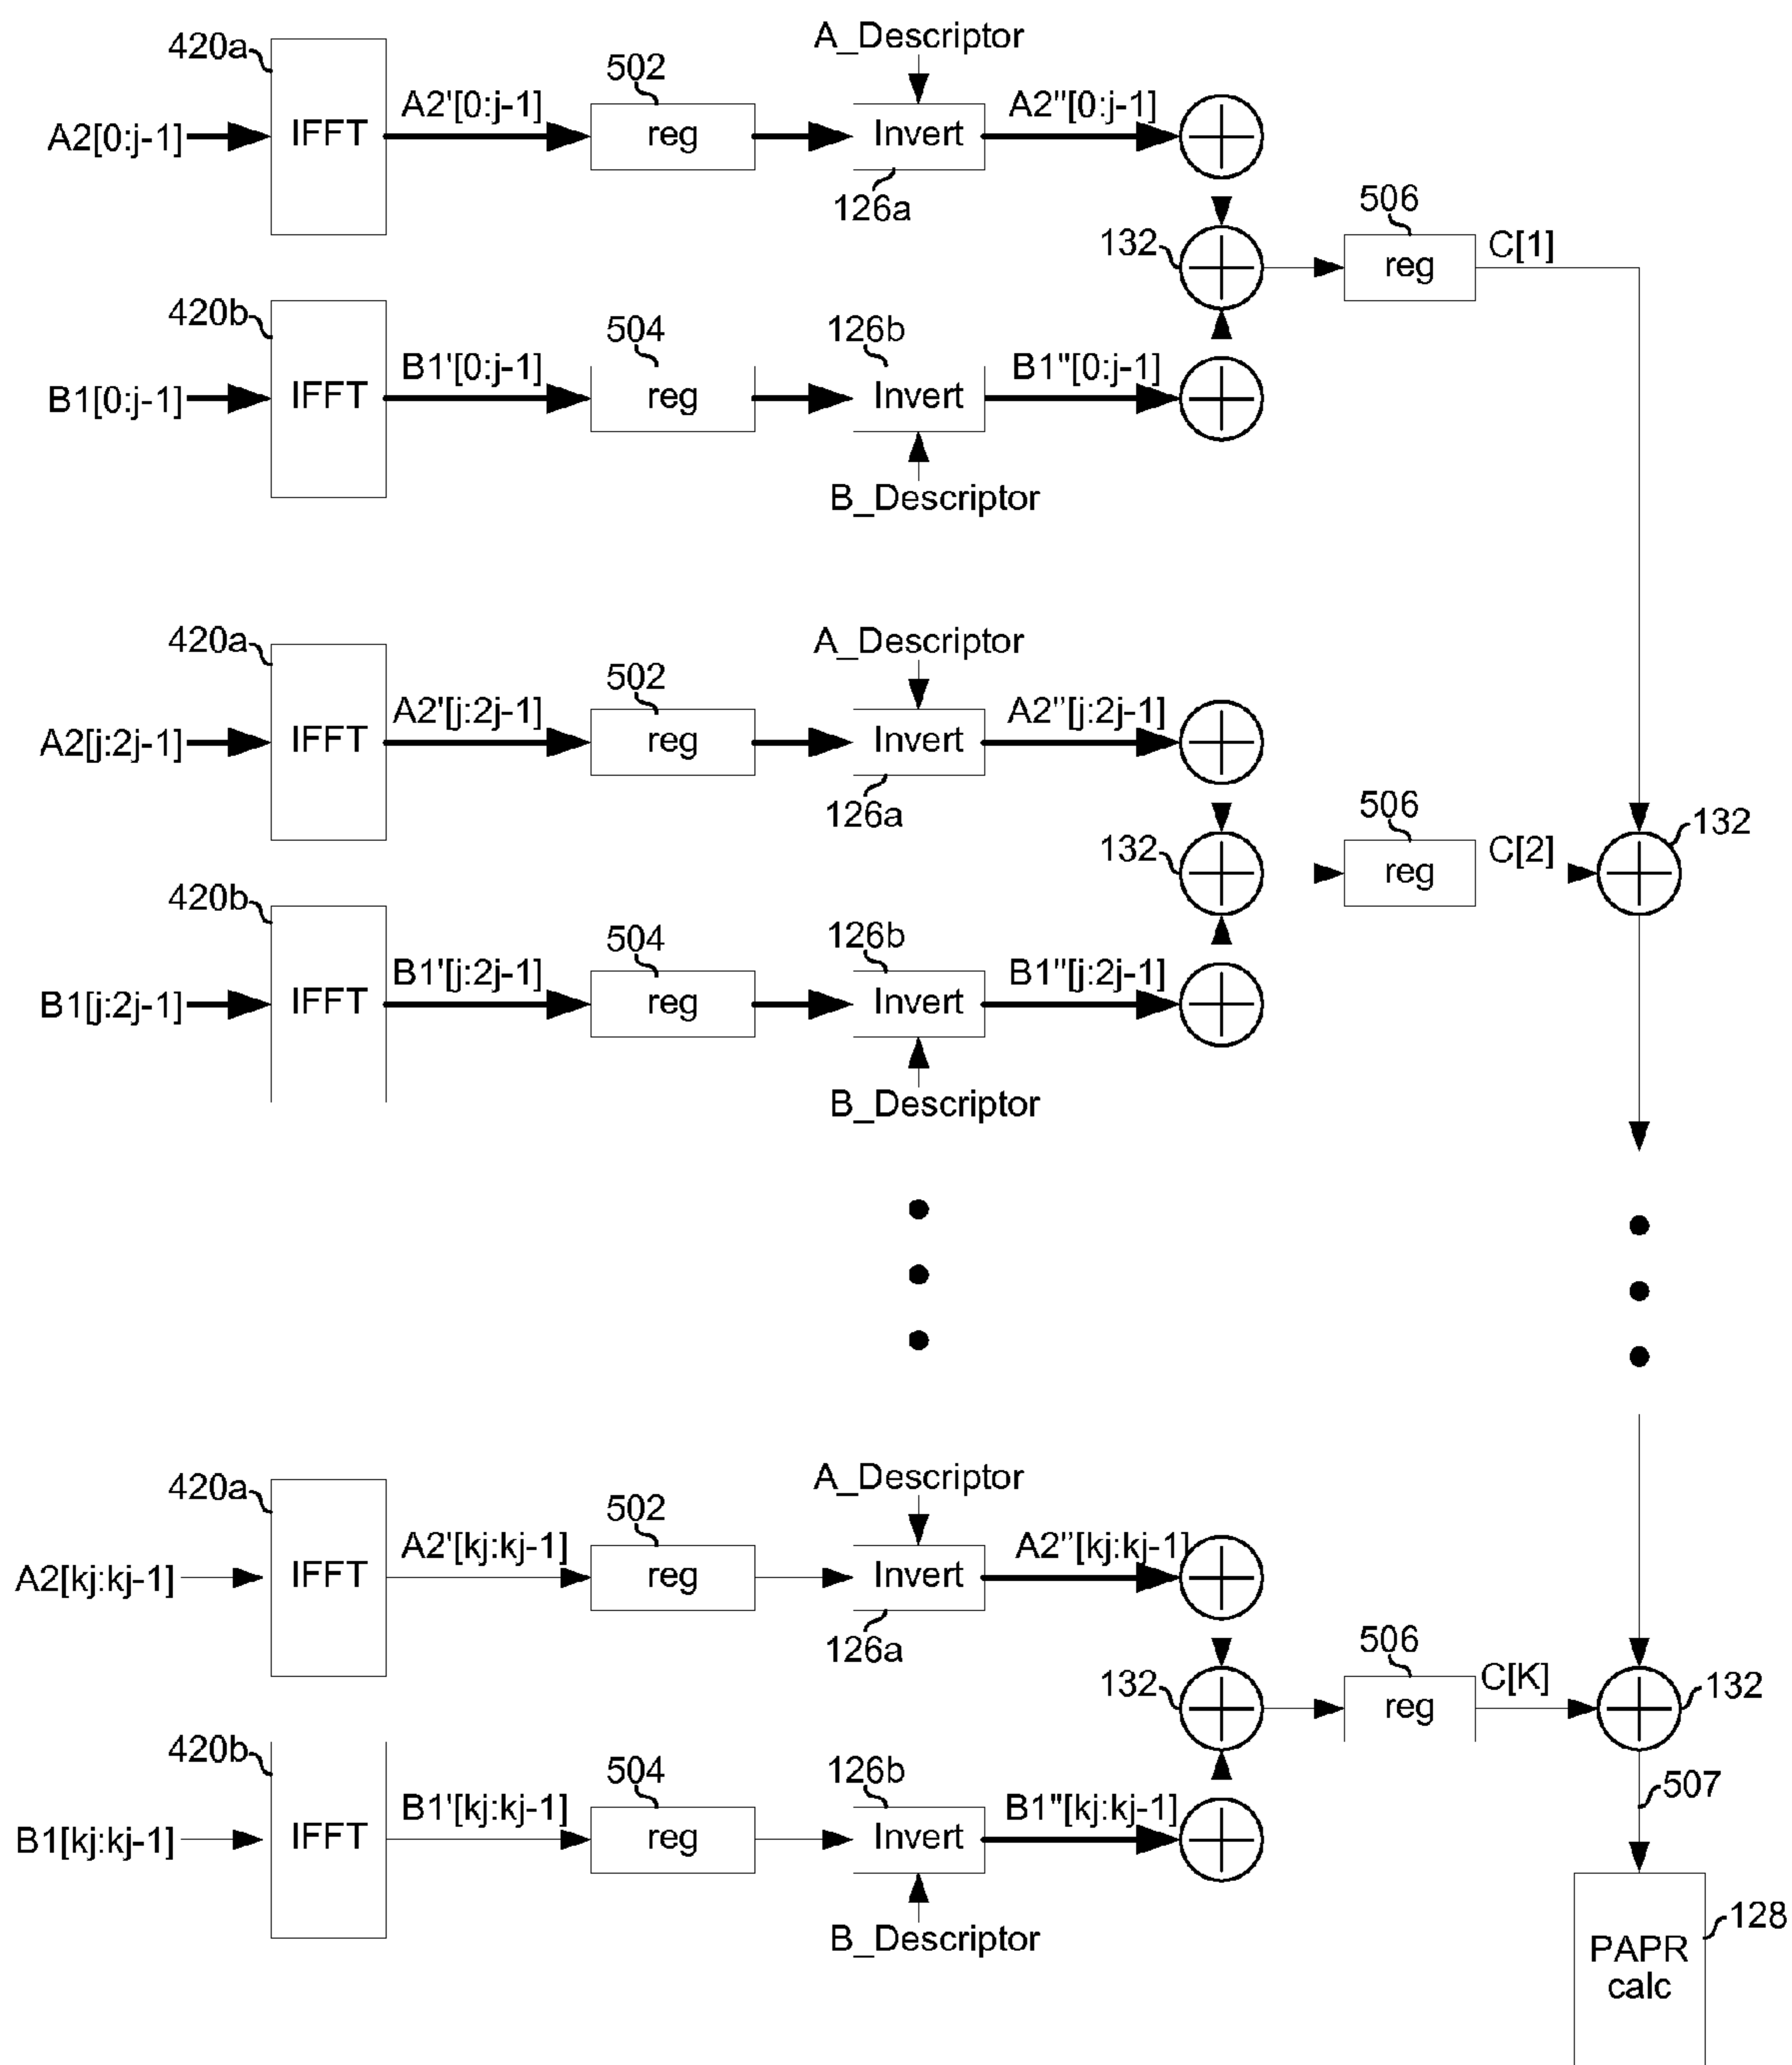 420a
A_Descriptor
502
A2[0:j-1]
IFFT
A2'[0:j-1]
reg
Invert
A2"[0:j-1]
126a
132
506
reg
C[1]
420b
504
126b
B1[0:j-1]
IFFT
B1'[0:j-1]
reg
Invert
B1"[0:j-1]
B_Descriptor
420a
A_Descriptor
502
A2[j:2j-1]
IFFT
A2'[j:2j-1]
reg
Invert
A2"[j:2j-1]
126a
132
506
reg
C[2]
132
420b
504
126b
B1[j:2j-1]
IFFT
B1'[j:2j-1]
reg
Invert
B1"[j:2j-1]
B_Descriptor
420a
A_Descriptor
502
A2[kj:kj-1]
IFFT
A2'[kj:kj-1]
reg
Invert
A2"[kj:kj-1]
126a
132
506
reg
C[K]
132
420b
504
126b
507
B1[kj:kj-1]
IFFT
B1'[kj:kj-1]
reg
Invert
B1"[kj:kj-1]
B_Descriptor
128
PAPR
calc